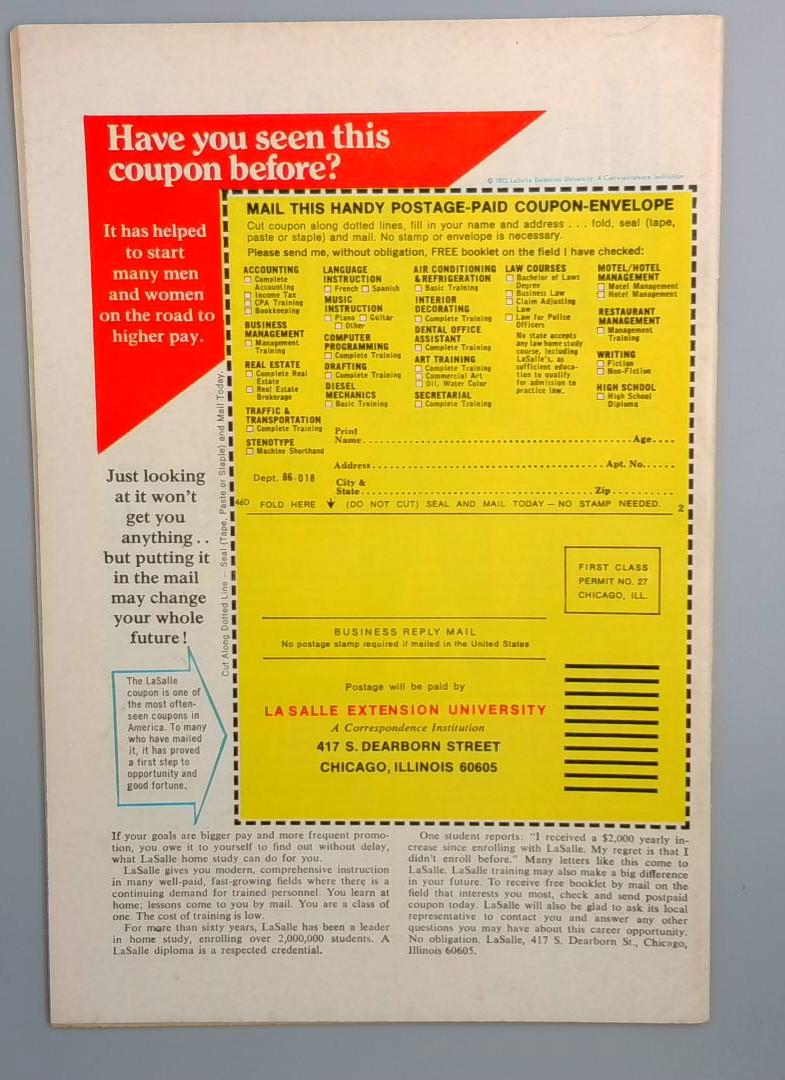 Have you seen this
coupon before?
© 1972 LaSalle Extension University, A Correspondence Institution
It has helped
to start
many men
and women
on the road to
higher pay.
Just looking
at it won't
get you
anything . .
but putting it
in the mail
may change
your whole
future!
The LaSalle
coupon is one of
the most often-
seen coupons in
America. To many
who have mailed
it, it has proved
a first step to
opportunity and
good fortune.
Cut Along Dotted Line — Seal (Tape, Paste or Staple) and Mail Today.
MAIL THIS HANDY POSTAGE-PAID COUPON-ENVELOPE
Cut coupon along dotted lines, fill in your name and address . . . fold, seal (tape,
paste or staple) and mail. No stamp or envelope is necessary.
Please send me, without obligation, FREE booklet on the field I have checked:
ACCOUNTING
Complete
Accounting
Income Tax
CPA Training
Bookkeeping
BUSINESS
MANAGEMENT
Management
Training
REAL ESTATE
Complete Real
Estate
Real Estate
Brokerage
TRAFFIC &
TRANSPORTATION
Complete Training
STENOTYPE
Machine Shorthand
LANGUAGE
INSTRUCTION
French Spanish
MUSIC
INSTRUCTION
Piano Guitar
Other
COMPUTER
PROGRAMMING
Complete Training
DRAFTING
Complete Training
DIESEL
MECHANICS
Basic Training
AIR CONDITIONING
& REFRIGERATION
Basic Training
INTERIOR
DECORATING
Complete Training
DENTAL OFFICE
ASSISTANT
Complete Training
ART TRAINING
Complete Training
Commercial Art
Oil, Water Color
SECRETARIAL
Complete Training
LAW COURSES
Bachelor of Laws
Degree
Business Law
Claim Adjusting
Law
Law for Police
Officers
No state accepts
any law home study
course, including
LaSalle's, as
sufficient educa-
tion to qualify
for admission to
practice law.
MOTEL/HOTEL
MANAGEMENT
Motel Management
Hotel Management
RESTAURANT
MANAGEMENT
Management
Training
WRITING
Fiction
Non-Fiction
HIGH SCHOOL
High School
Diploma
Print
Name Age
Address Apt. No.
Dept. 86-018
City &
State Zip
46D FOLD HERE (DO NOT CUT) SEAL AND MAIL TODAY — NO STAMP NEEDED. 2
FIRST CLASS
PERMIT NO. 27
CHICAGO, ILL.
BUSINESS REPLY MAIL
No postage stamp required if mailed in the United States
Postage will be paid by
LA SALLE EXTENSION UNIVERSITY
A Correspondence Institution
417 S. DEARBORN STREET
CHICAGO, ILLINOIS 60605
If your goals are bigger pay and more frequent promo-
tion, you owe it to yourself to find out without delay,
what LaSalle home study can do for you.
LaSalle gives you modern, comprehensive instruction
in many well-paid, fast-growing fields where there is a
continuing demand for trained personnel. You learn at
home; lessons come to you by mail. You are a class of
one. The cost of training is low.
For more than sixty years, LaSalle has been a leader
in home study, enrolling over 2,000,000 students. A
LaSalle diploma is a respected credential.
One student reports: "I received a $2,000 yearly in-
crease since enrolling with LaSalle. My regret is that I
didn't enroll before." Many letters like this come to
LaSalle. LaSalle training may also make a big difference
in your future. To receive free booklet by mail on the
field that interests you most, check and send postpaid
coupon today. LaSalle will also be glad to ask its local
representative to contact you and answer any other
questions you may have about this career opportunity.
No obligation. LaSalle, 417 S. Dearborn St., Chicago,
Illinois 60605.